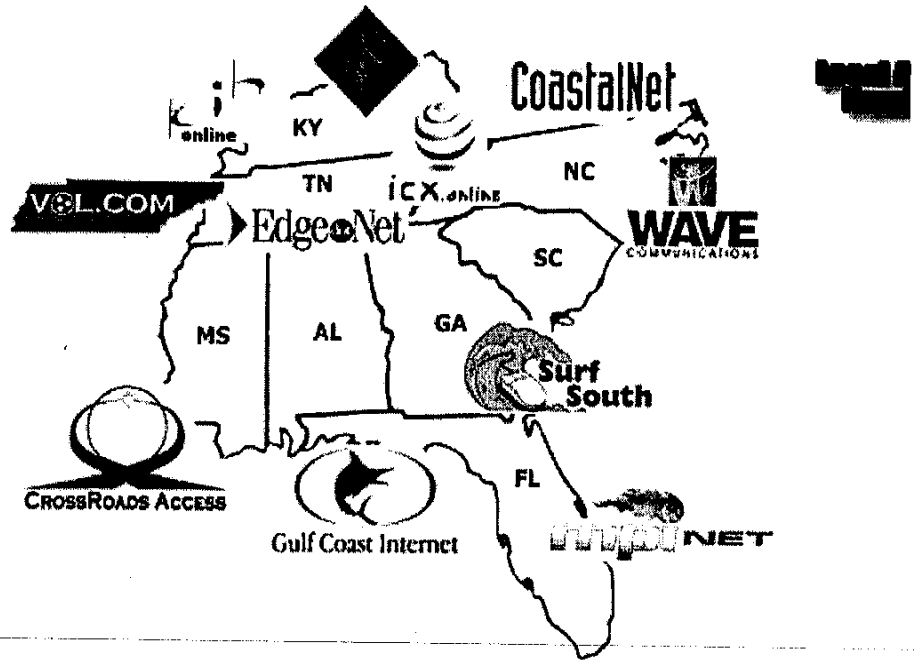 CoastalNet
online
KY
TN
icx.online
NC
VOL.COM
EdgeNet
WAVE
COMMUNICATIONS
SC
MS
AL
GA
Surf
South
CROSSROADS ACCESS
FL
Gulf Coast Internet
NET